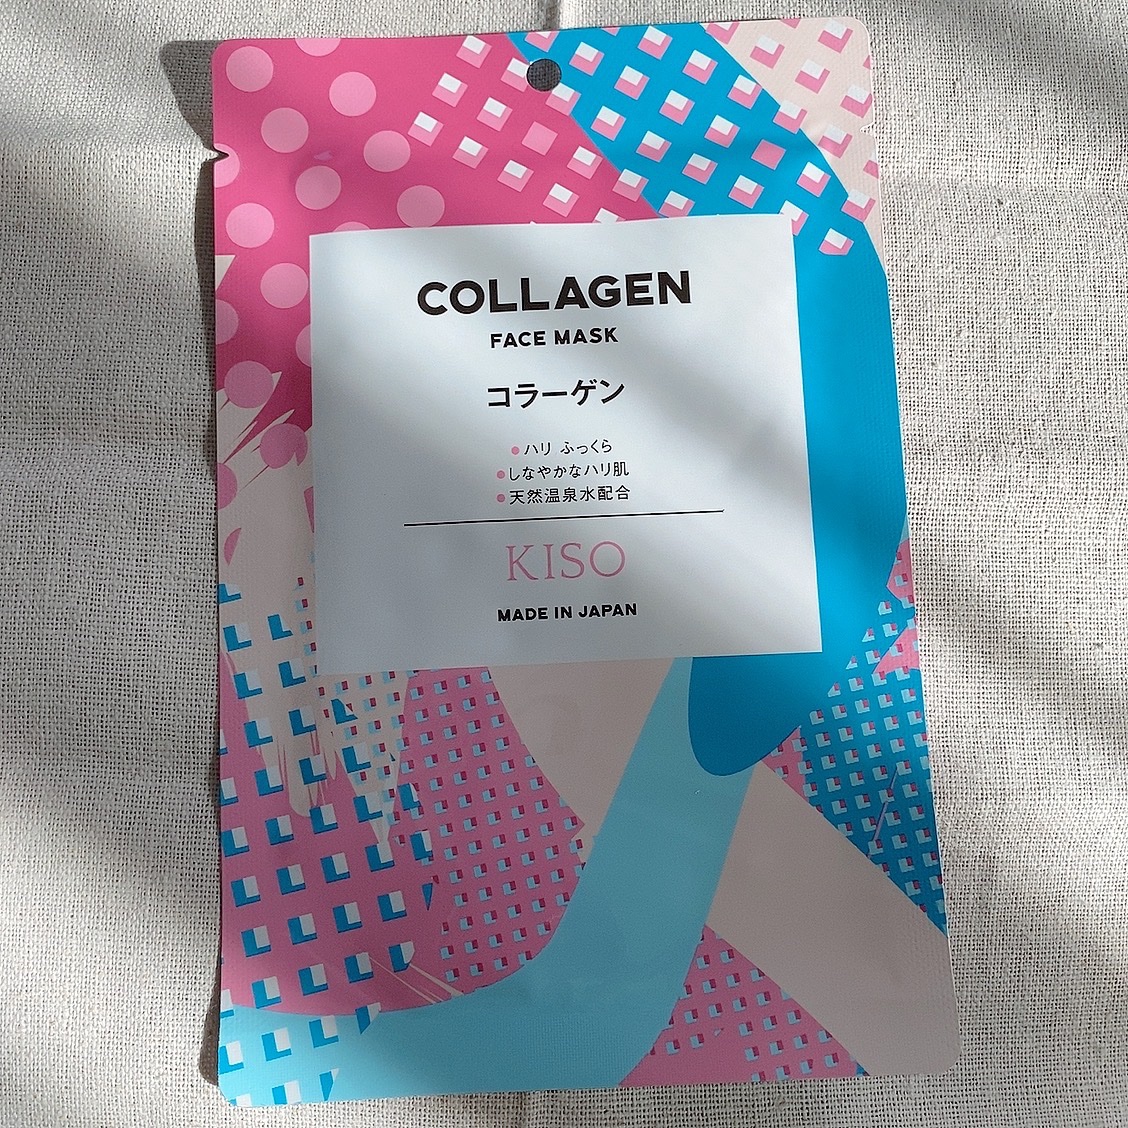 COLLAGEN
FACE MASK
コラーゲン
● ハリ ふっくら
● しなやかなハリ肌
● 天然温泉水配合
KISO
MADE IN JAPAN